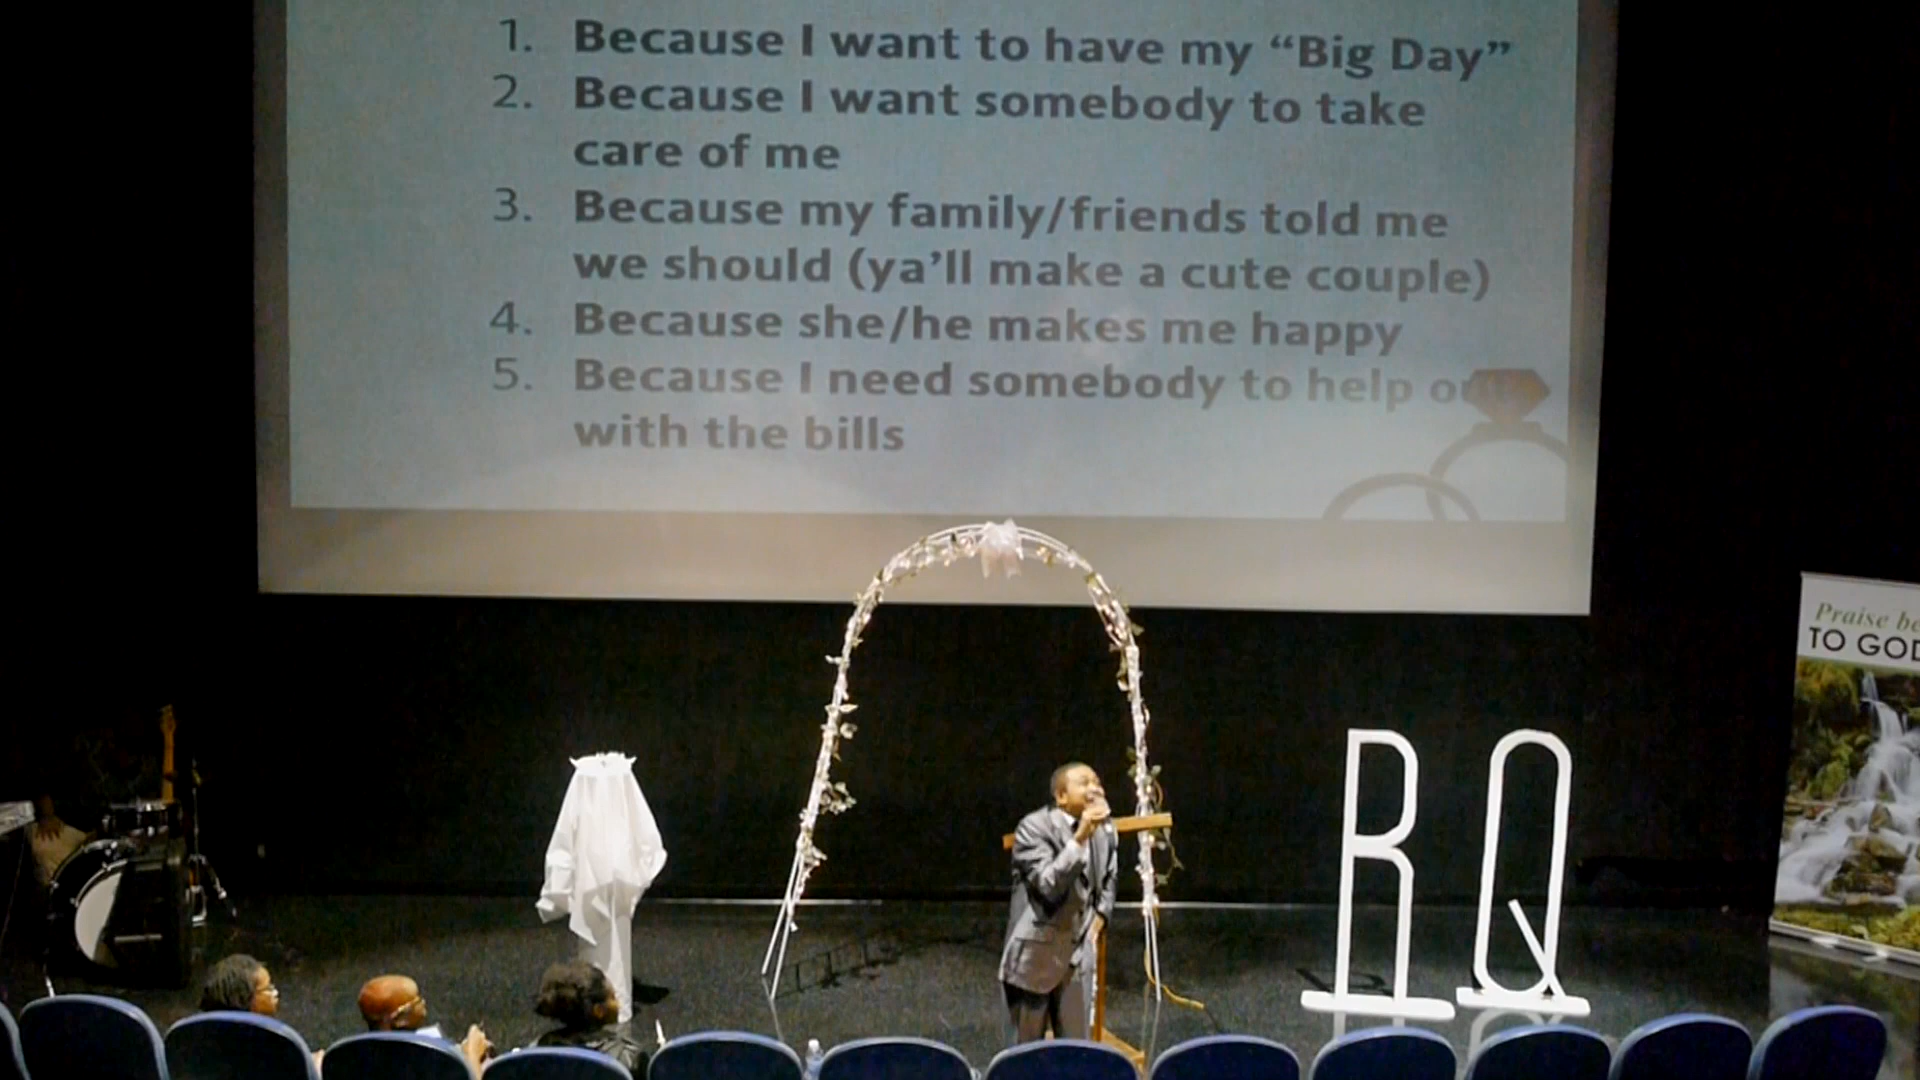 1. Because I want to have my “Big Day”
2. Because I want somebody to take
care of me
3. Because my family/friends told me
we should (ya’ll make a cute couple)
4. Because she/he makes me happy
5. Because I need somebody to help out
with the bills
Praise be
TO GOD
R Q